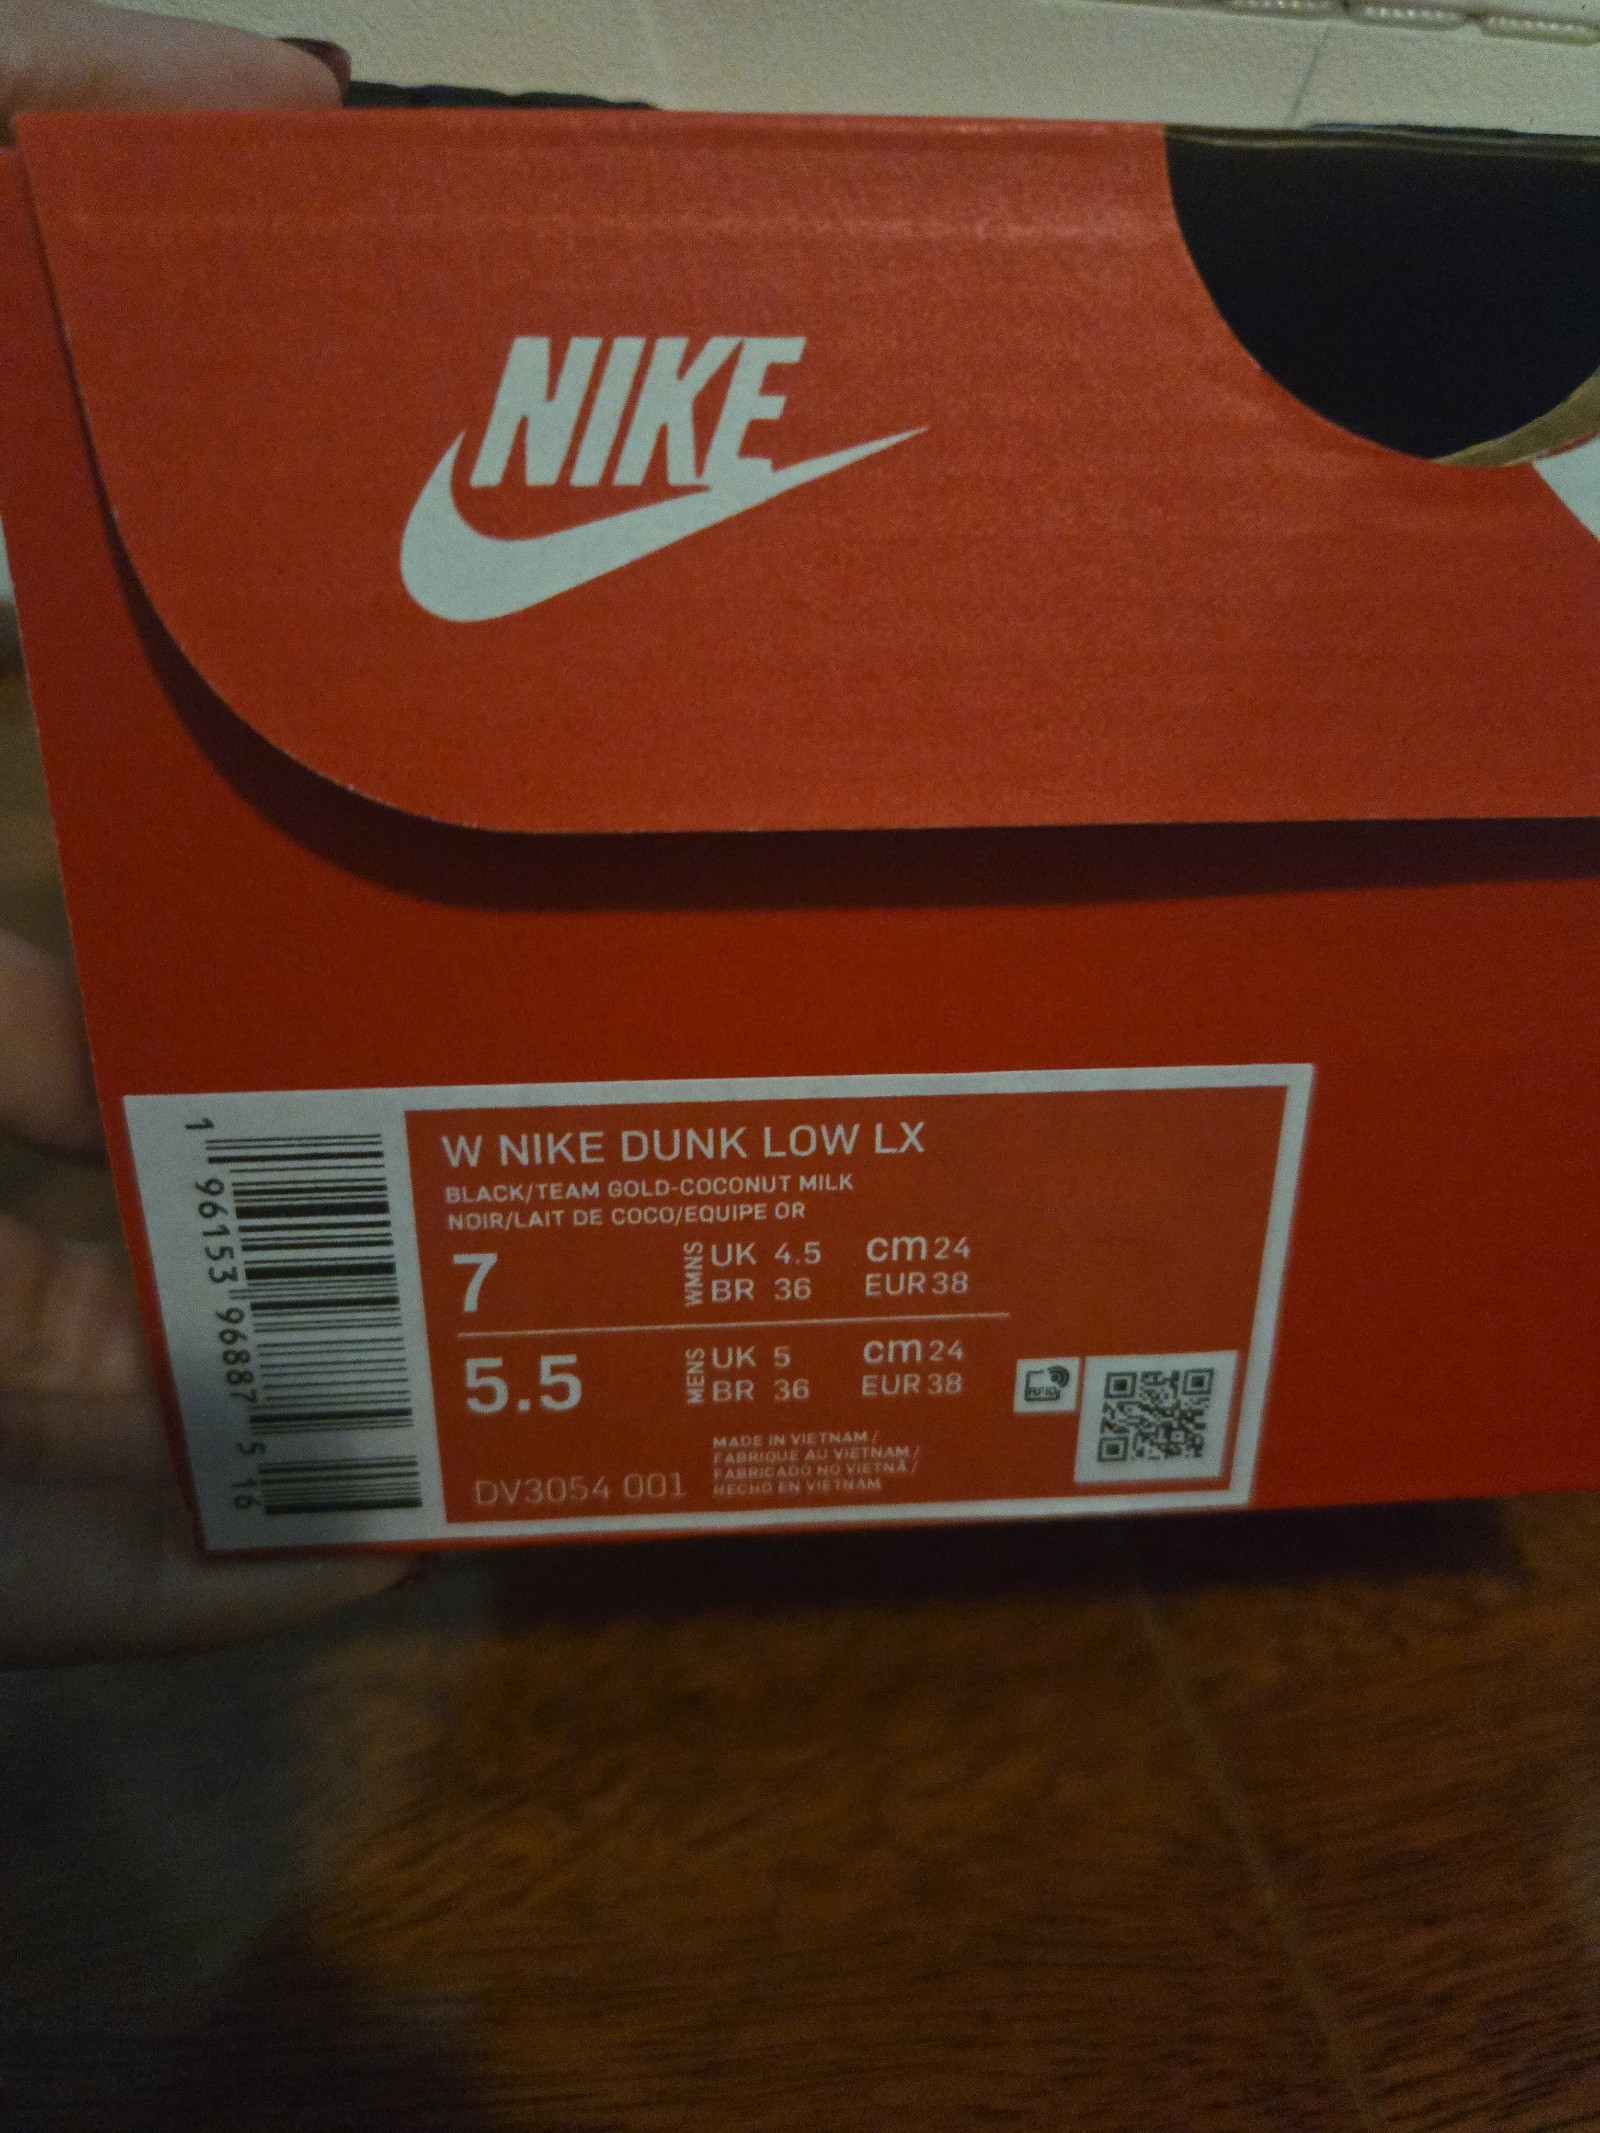 NIKE
W NIKE DUNK LOW LX
BLACK/TEAM GOLD-COCONUT MILK
NOIR/LAIT DE COCO/EQUIPE OR
7 WMNS UK 4.5 cm 24
BR 36 EUR 38
5.5 MENS UK 5 cm 24
BR 36 EUR 38
MADE IN VIETNAM /
FABRIQUE AU VIETNAM /
FABRICADO NO VIETNÃ /
HECHO EN VIETNAM
DV3054 001
RFID
1 96153 96887 5 16